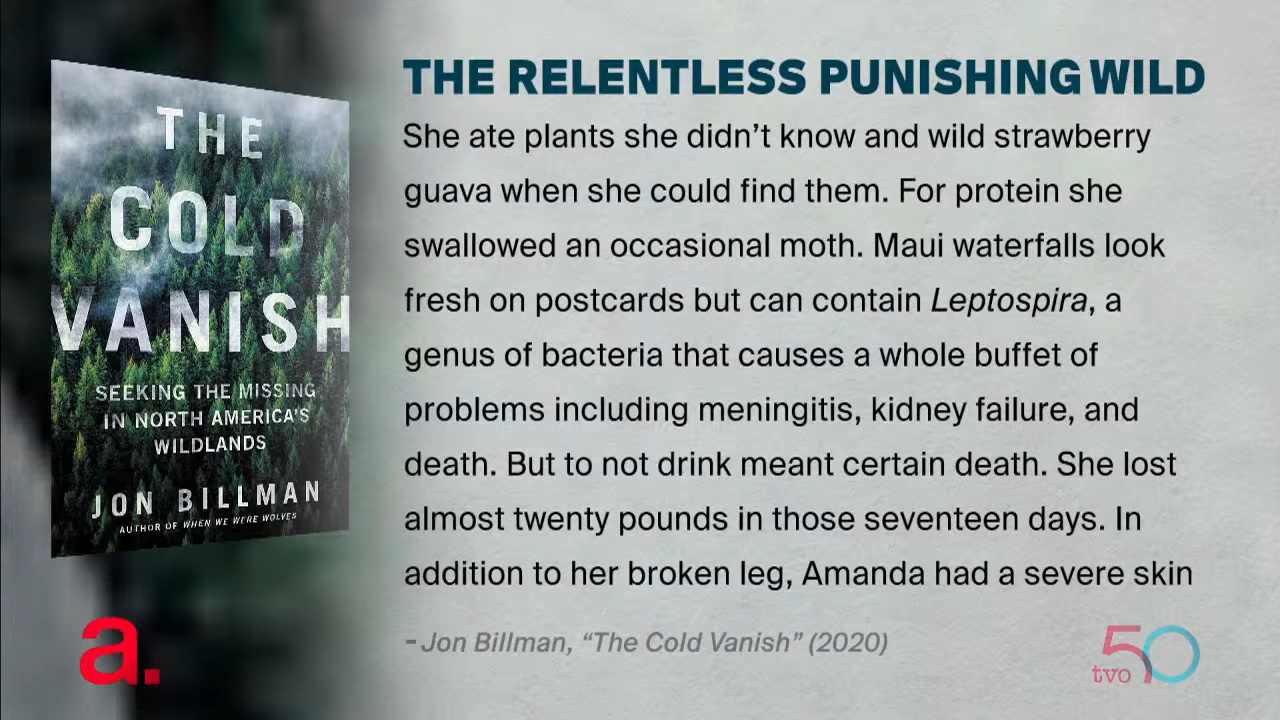 THE
COLD
VANISH
SEEKING THE MISSING
IN NORTH AMERICA'S
WILDLANDS
JON BILLMAN
AUTHOR OF WHEN WE WERE WOLVES
THE RELENTLESS PUNISHING WILD
She ate plants she didn't know and wild strawberry
guava when she could find them. For protein she
swallowed an occasional moth. Maui waterfalls look
fresh on postcards but can contain Leptospira, a
genus of bacteria that causes a whole buffet of
problems including meningitis, kidney failure, and
death. But to not drink meant certain death. She lost
almost twenty pounds in those seventeen days. In
addition to her broken leg, Amanda had a severe skin
– Jon Billman, “The Cold Vanish” (2020)
a.
tvo 50